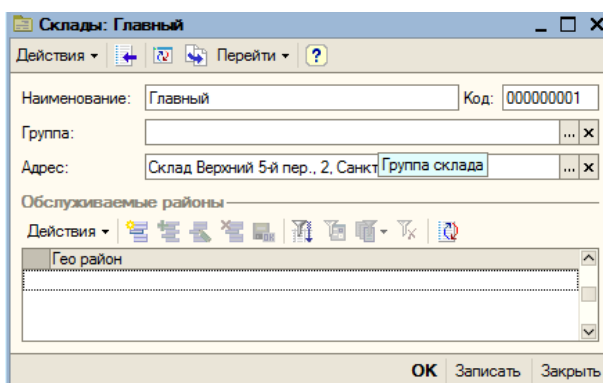 Склады: Главный
Действия Перейти ?
Наименование: Главный Код: 000000001
Группа: ...
Адрес: Склад Верхний 5-й пер., 2, Санкт ...
Группа склада
Обслуживаемые районы
Действия
Гео район
OK Записать Закрыть